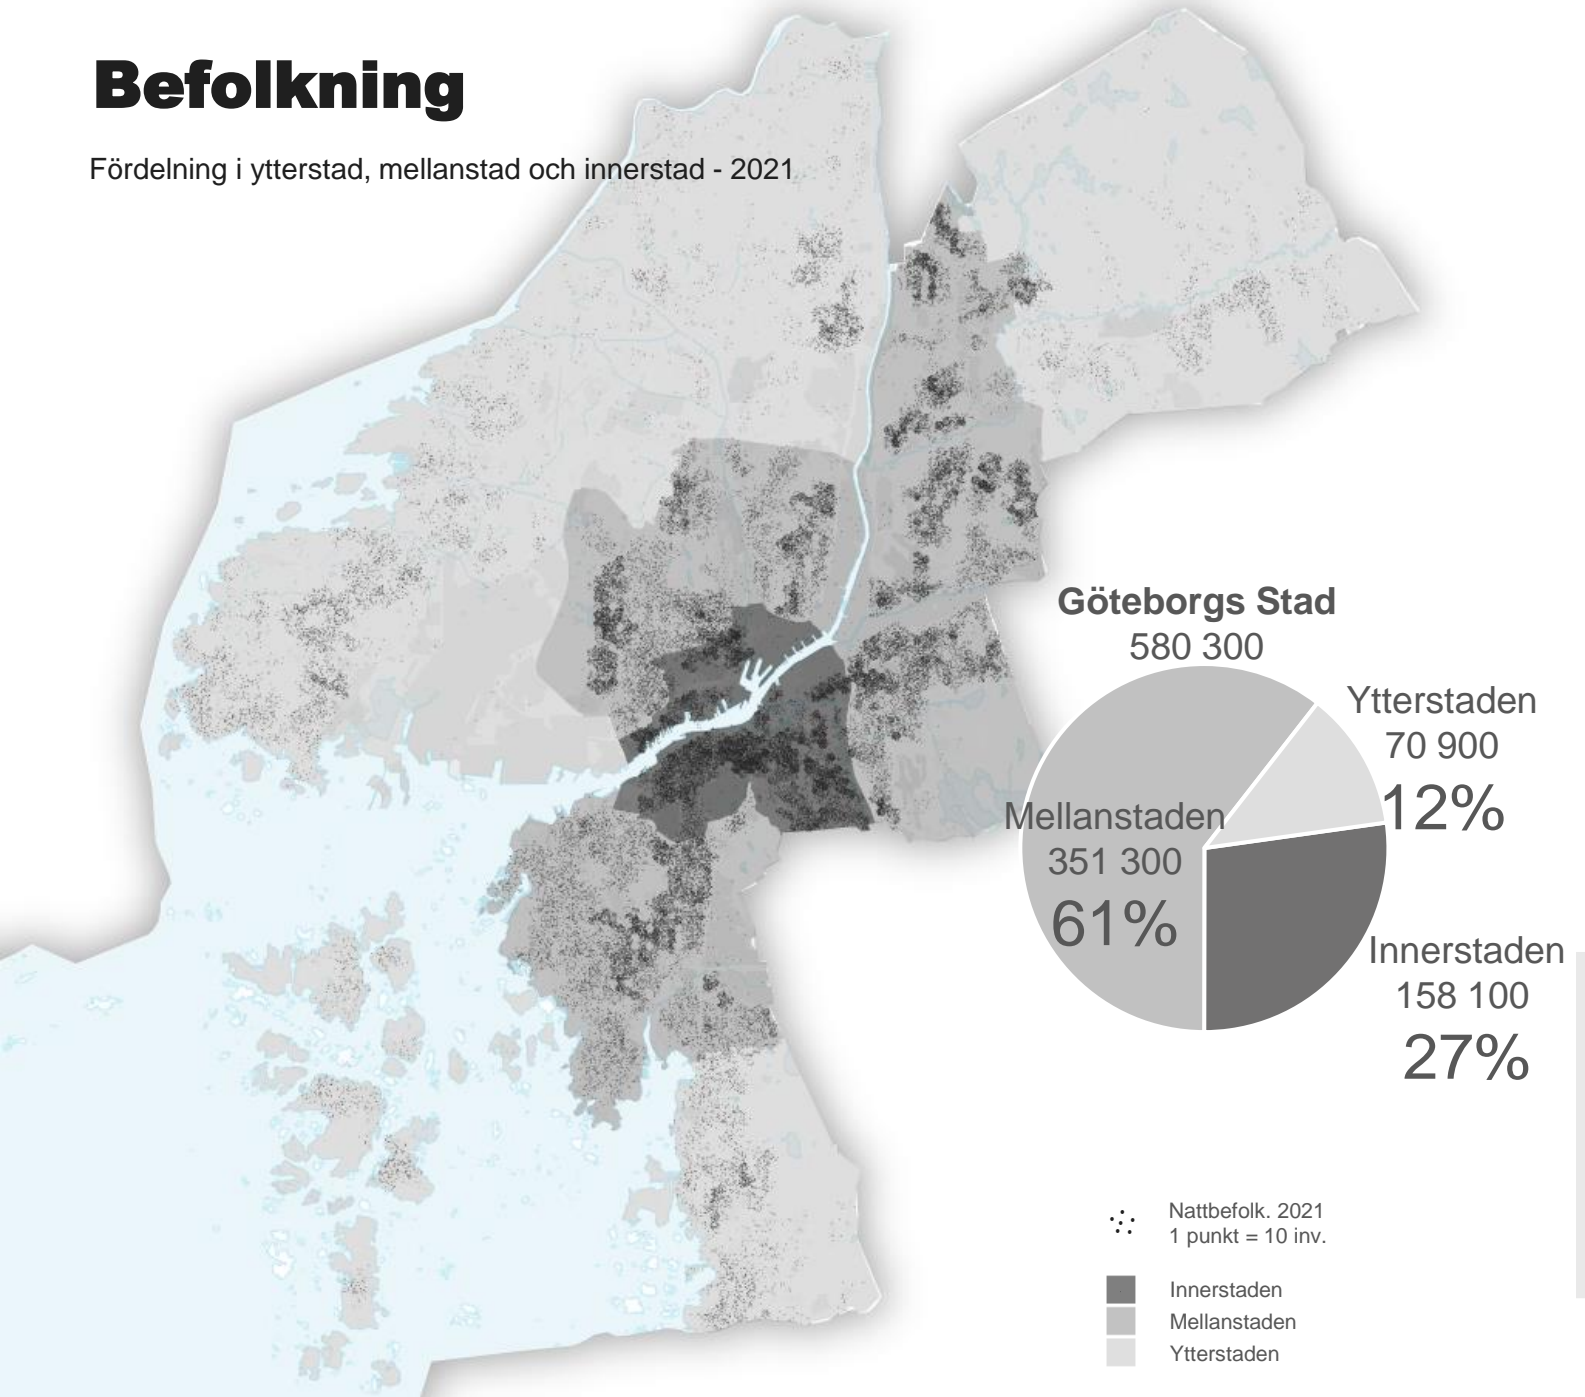 Befolkning
Fördelning i ytterstad, mellanstad och innerstad - 2021
Göteborgs Stad
580 300
Ytterstaden
70 900
12%
Mellanstaden
351 300
61%
Innerstaden
158 100
27%
Nattbefolk. 2021
1 punkt = 10 inv.
Innerstaden
Mellanstaden
Ytterstaden